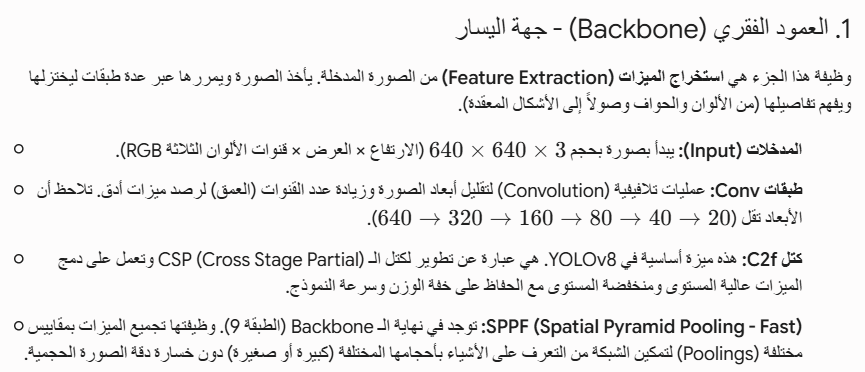 1. العمود الفقري (Backbone) - جهة اليسار
وظيفة هذا الجزء هي استخراج الميزات (Feature Extraction) من الصورة المدخلة. يأخذ الصورة ويمررها عبر عدة طبقات ليختزلها
ويفهم تفاصيلها (من الألوان والحواف وصولاً إلى الأشكال المعقدة).
○ المدخلات (Input): يبدأ بصورة بحجم 640 × 640 × 3 (الارتفاع × العرض × قنوات الألوان الثلاثة RGB).
○ طبقات Conv: عمليات تلافيفية (Convolution) لتقليل أبعاد الصورة وزيادة عدد القنوات (العمق) لرصد ميزات أدق. تلاحظ أن
الأبعاد تقل (640 → 320 → 160 → 80 → 40 → 20).
○ كتل C2f: هذه ميزة أساسية في YOLOv8. هي عبارة عن تطوير لكتل الـ CSP (Cross Stage Partial) وتعمل على دمج
الميزات عالية المستوى ومنخفضة المستوى مع الحفاظ على خفة الوزن وسرعة النموذج.
○ SPPF (Spatial Pyramid Pooling - Fast): توجد في نهاية الـ Backbone (الطبقة 9). وظيفتها تجميع الميزات بمقاييس
مختلفة (Poolings) لتمكين الشبكة من التعرف على الأشياء بأحجامها المختلفة (كبيرة أو صغيرة) دون خسارة دقة الصورة الحجمية.